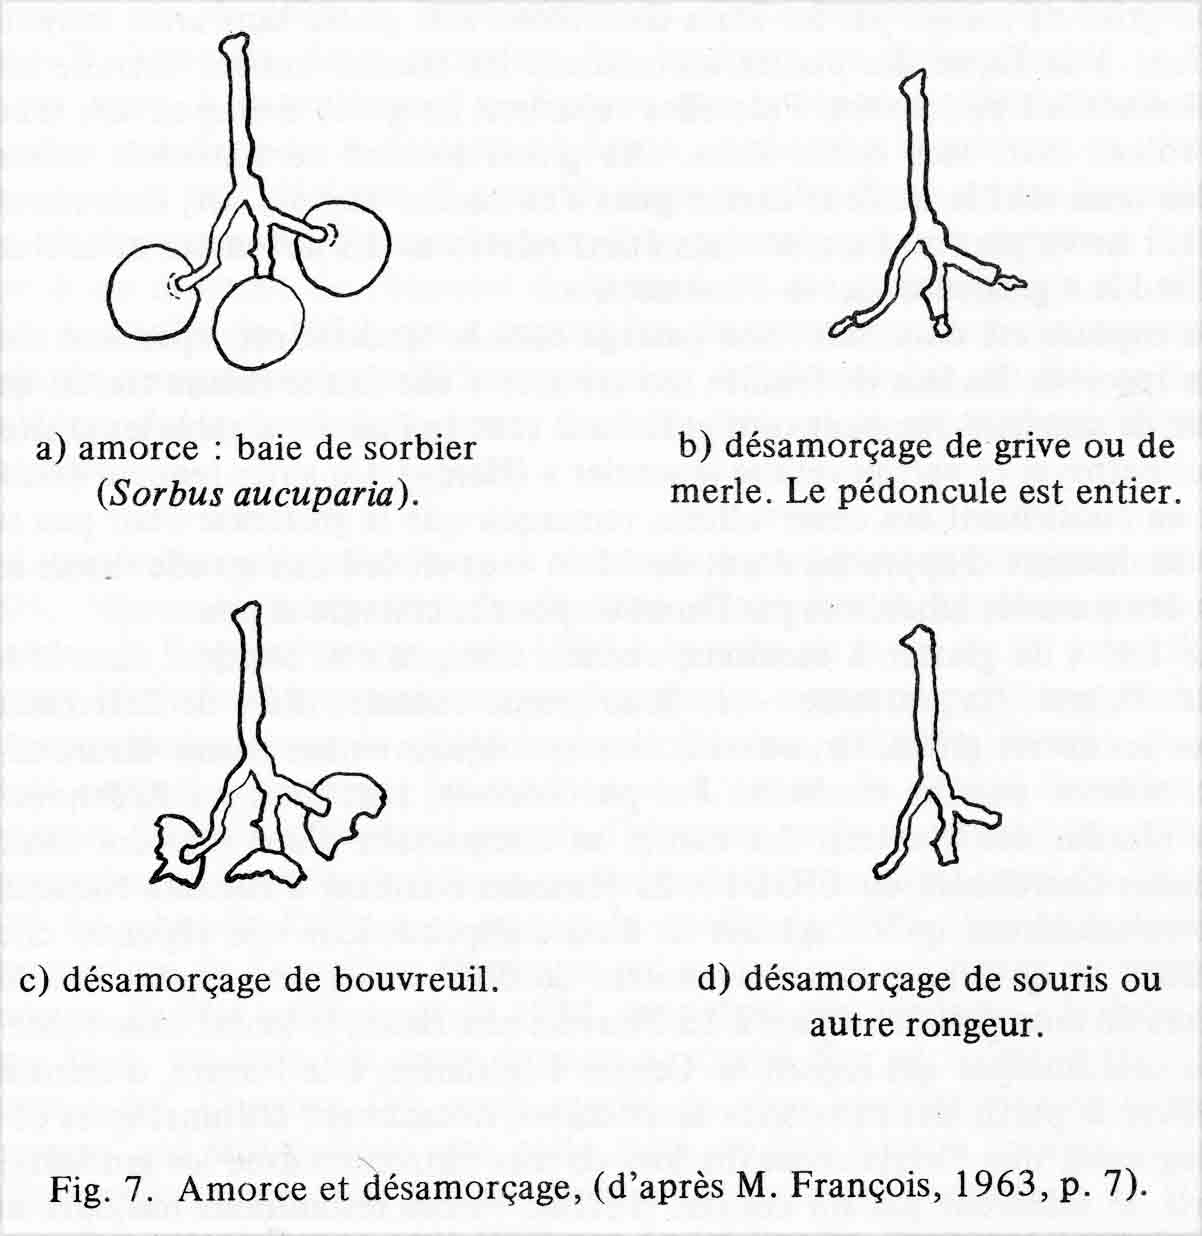 a) amorce : baie de sorbier
(Sorbus aucuparia).
b) désamorçage de grive ou de
merle. Le pédoncule est entier.
c) désamorçage de bouvreuil.
d) désamorçage de souris ou
autre rongeur.
Fig. 7. Amorce et désamorçage, (d'après M. François, 1963, p. 7).